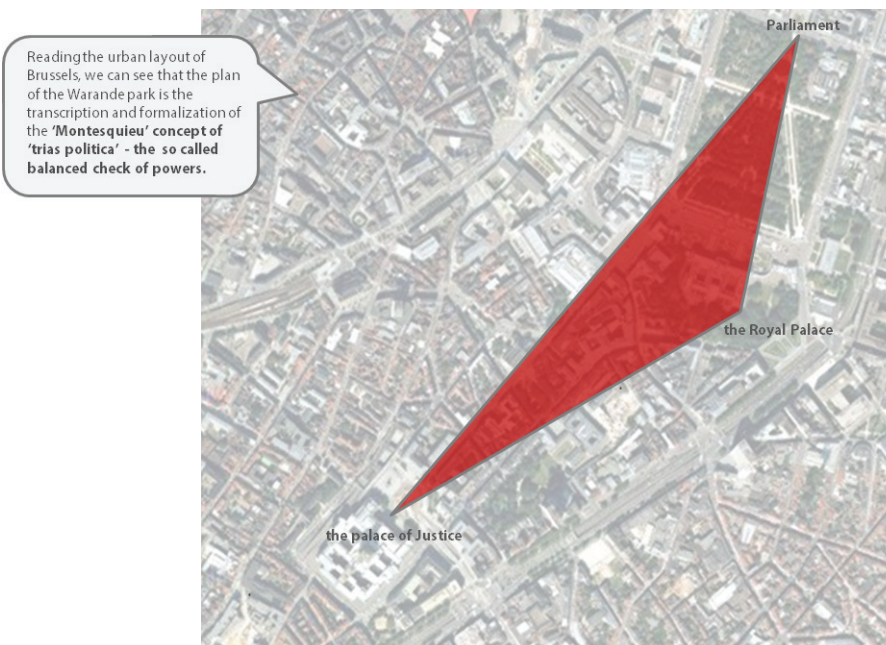 Reading the urban layout of
Brussels, we can see that the plan
of the Warande park is the
transcription and formalization of
the ‘Montesquieu’ concept of
‘trias politica’ - the so called
balanced check of powers.
Parliament
the Royal Palace
the palace of Justice